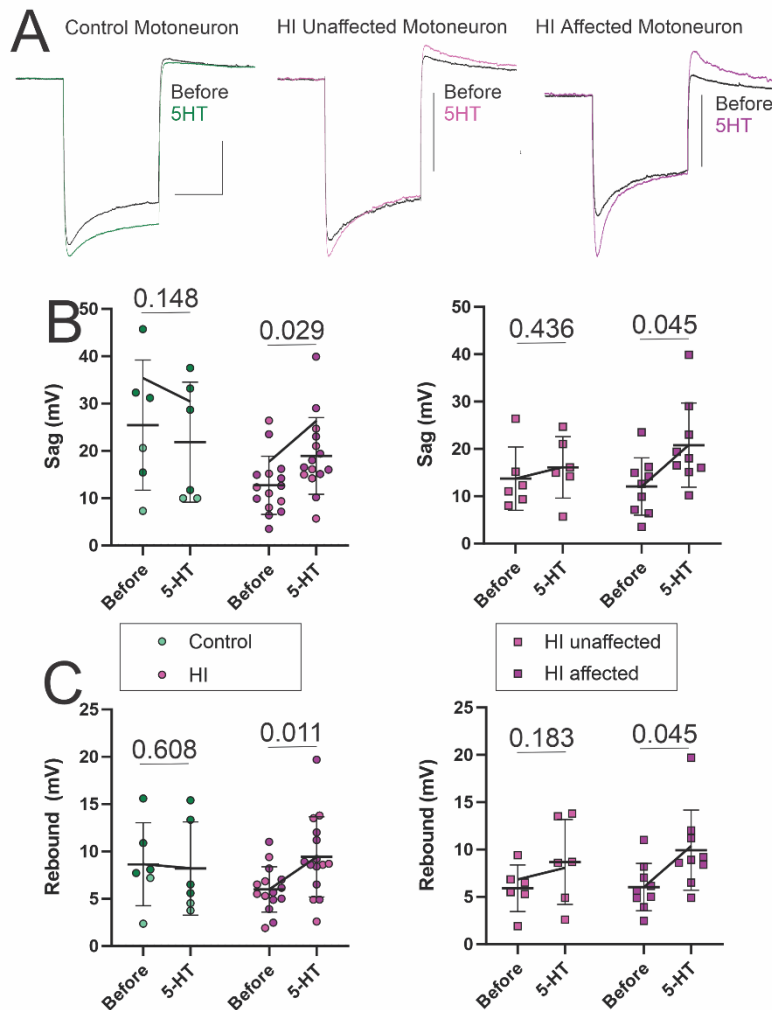 A
Control Motoneuron
HI Unaffected Motoneuron
HI Affected Motoneuron
Before
5HT
Before
5HT
Before
5HT
B
Sag (mV)
50
40
30
20
10
0
0.148
0.029
Before
5-HT
Before
5-HT
Sag (mV)
50
40
30
20
10
0
0.436
0.045
Before
5-HT
Before
5-HT
Control
HI
HI unaffected
HI affected
C
Rebound (mV)
25
20
15
10
5
0
0.608
0.011
Before
5-HT
Before
5-HT
Rebound (mV)
25
20
15
10
5
0
0.183
0.045
Before
5-HT
Before
5-HT